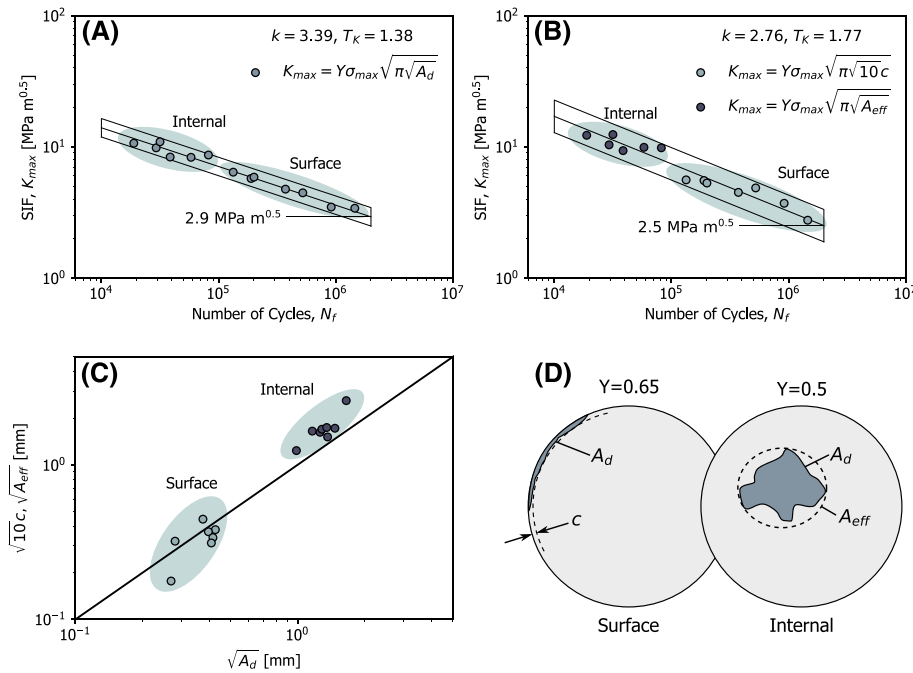 (A)
k = 3.39, T_K = 1.38
K_max = Yσ_max√(π√A_d)
Internal
Surface
2.9 MPa m^0.5
SIF, K_max [MPa m^0.5]
10^2
10^1
10^0
10^4 10^5 10^6 10^7
Number of Cycles, N_f
(B)
k = 2.76, T_K = 1.77
K_max = Yσ_max√(π√10 c)
K_max = Yσ_max√(π√A_eff)
Internal
Surface
2.5 MPa m^0.5
SIF, K_max [MPa m^0.5]
10^2
10^1
10^0
10^4 10^5 10^6 10^7
Number of Cycles, N_f
(C)
Internal
Surface
√10 c, √A_eff [mm]
10^0
10^-1
10^-1 10^0
√A_d [mm]
(D)
Y=0.65 Y=0.5
A_d
c
A_d
A_eff
Surface Internal